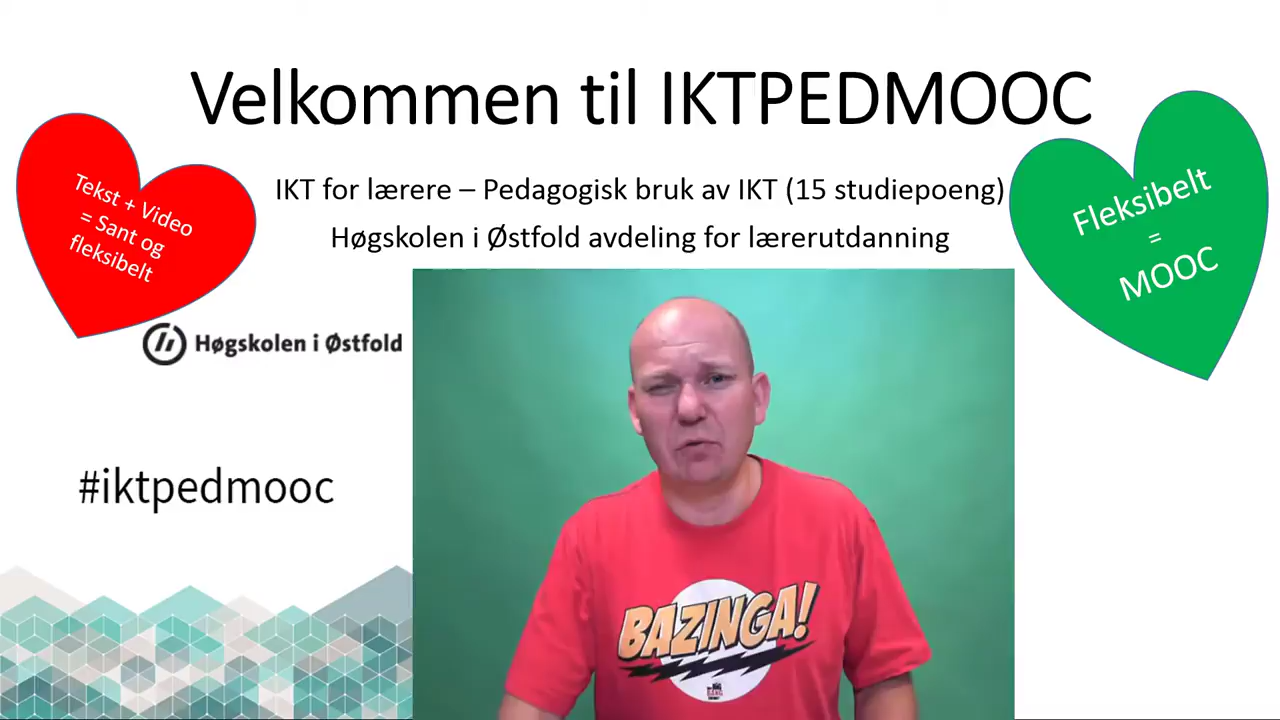 Velkommen til IKTPEDMOOC
IKT for lærere – Pedagogisk bruk av IKT (15 studiepoeng)
Høgskolen i Østfold avdeling for lærerutdanning
Tekst + Video
= Sant og
fleksibelt
Fleksibelt
=
MOOC
Høgskolen i Østfold
#iktpedmooc
BAZINGA!